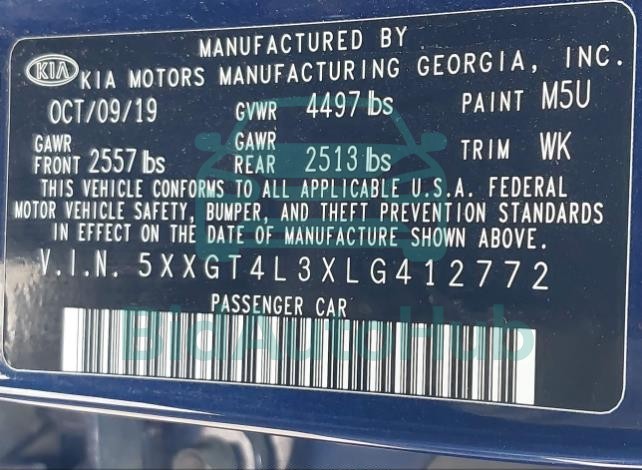 MANUFACTURED BY
KIA KIA MOTORS MANUFACTURING GEORGIA, INC.
OCT/09/19 GVWR 4497 lbs PAINT M5U
GAWR FRONT 2557 lbs GAWR REAR 2513 lbs TRIM WK
THIS VEHICLE CONFORMS TO ALL APPLICABLE U.S.A. FEDERAL
MOTOR VEHICLE SAFETY, BUMPER, AND THEFT PREVENTION STANDARDS
IN EFFECT ON THE DATE OF MANUFACTURE SHOWN ABOVE.
V.I.N. 5XXGT4L3XLG412772
PASSENGER CAR
BidAutoHub